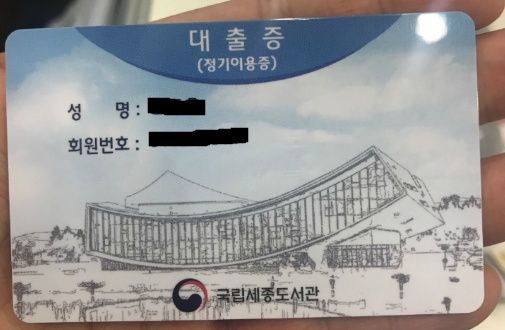 대출증
(정기이용증)
성 명 :
회원번호 :
국립세종도서관